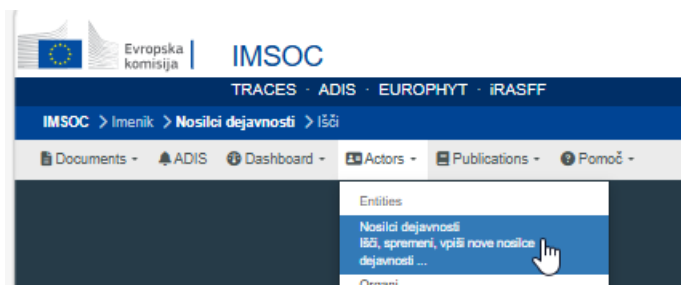 Evropska
komisija
IMSOC
TRACES · ADIS · EUROPHYT · iRASFF
IMSOC > Imenik > Nosilci dejavnosti > Išči
Documents ADIS Dashboard Actors Publications Pomoč
Entities
Nosilci dejavnosti
Išči, spremeni, vpiši nove nosilce
dejavnosti ...
Organi